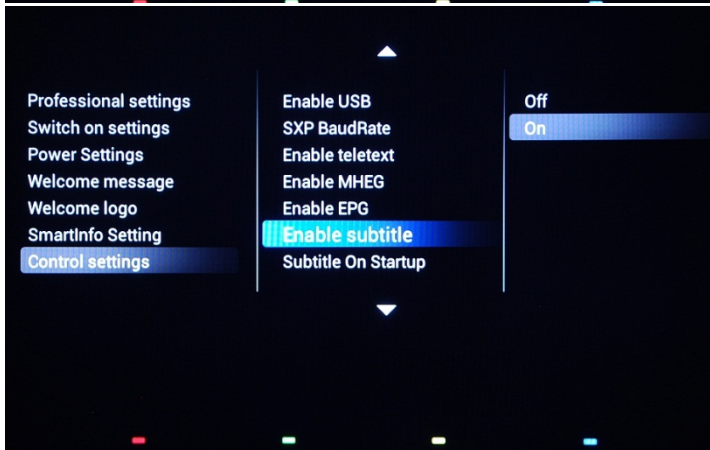 Professional settings
Switch on settings
Power Settings
Welcome message
Welcome logo
SmartInfo Setting
Control settings
Enable USB
SXP BaudRate
Enable teletext
Enable MHEG
Enable EPG
Enable subtitle
Subtitle On Startup
Off
On